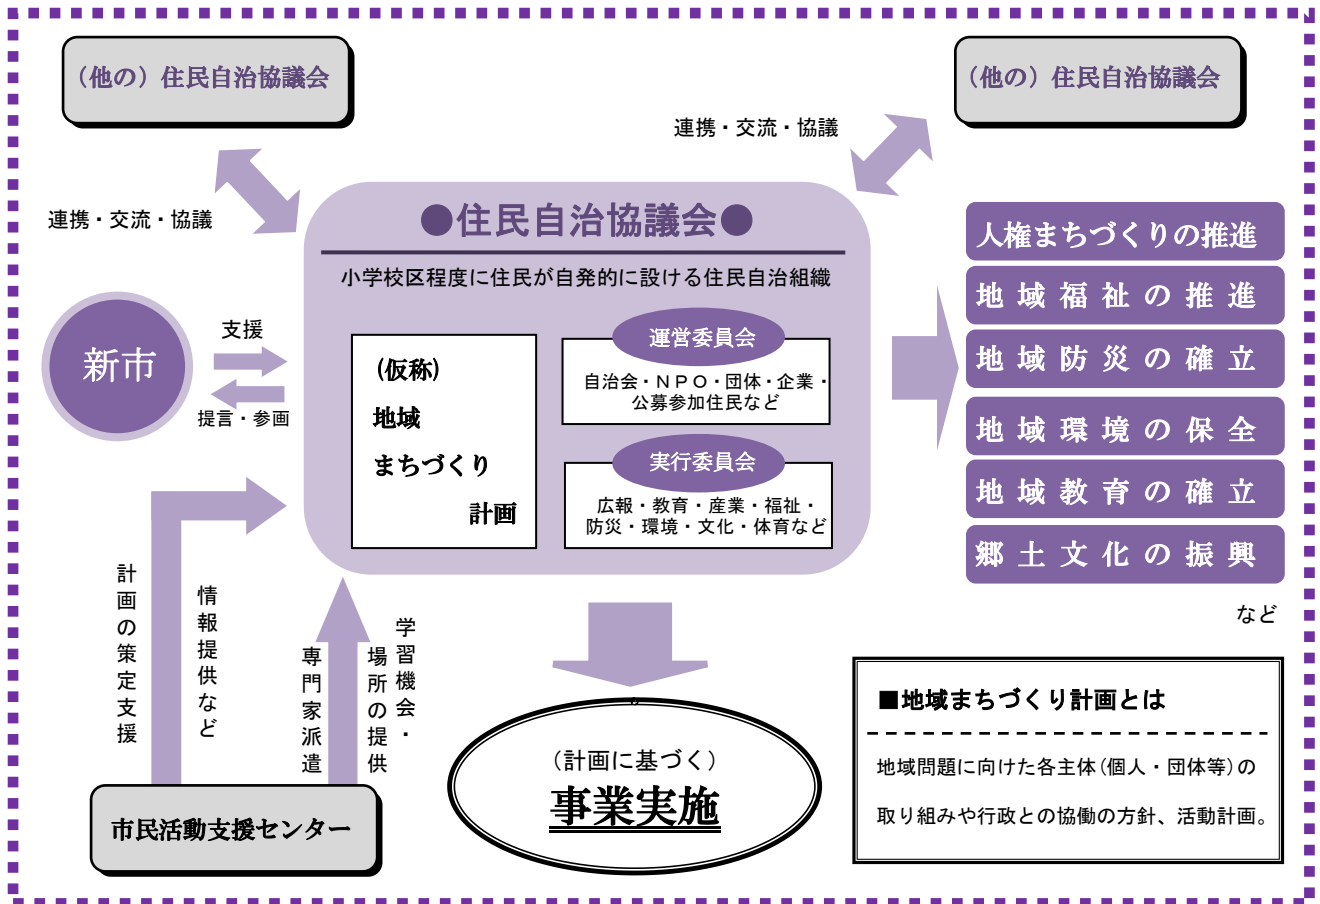 （他の）住民自治協議会
（他の）住民自治協議会
連携・交流・協議
連携・交流・協議
●住民自治協議会●
小学校区程度に住民が自発的に設ける住民自治組織
新市
支援
提言・参画
（仮称）
地域
まちづくり
計画
運営委員会
自治会・ＮＰＯ・団体・企業・
公募参加住民など
実行委員会
広報・教育・産業・福祉・
防災・環境・文化・体育など
人権まちづくりの推進
地域福祉の推進
地域防災の確立
地域環境の保全
地域教育の確立
郷土文化の振興
など
計画の策定支援
情報提供など
専門家派遣
学習機会・
場所の提供
市民活動支援センター
（計画に基づく）
事業実施
■地域まちづくり計画とは
地域問題に向けた各主体（個人・団体等）の
取り組みや行政との協働の方針、活動計画。